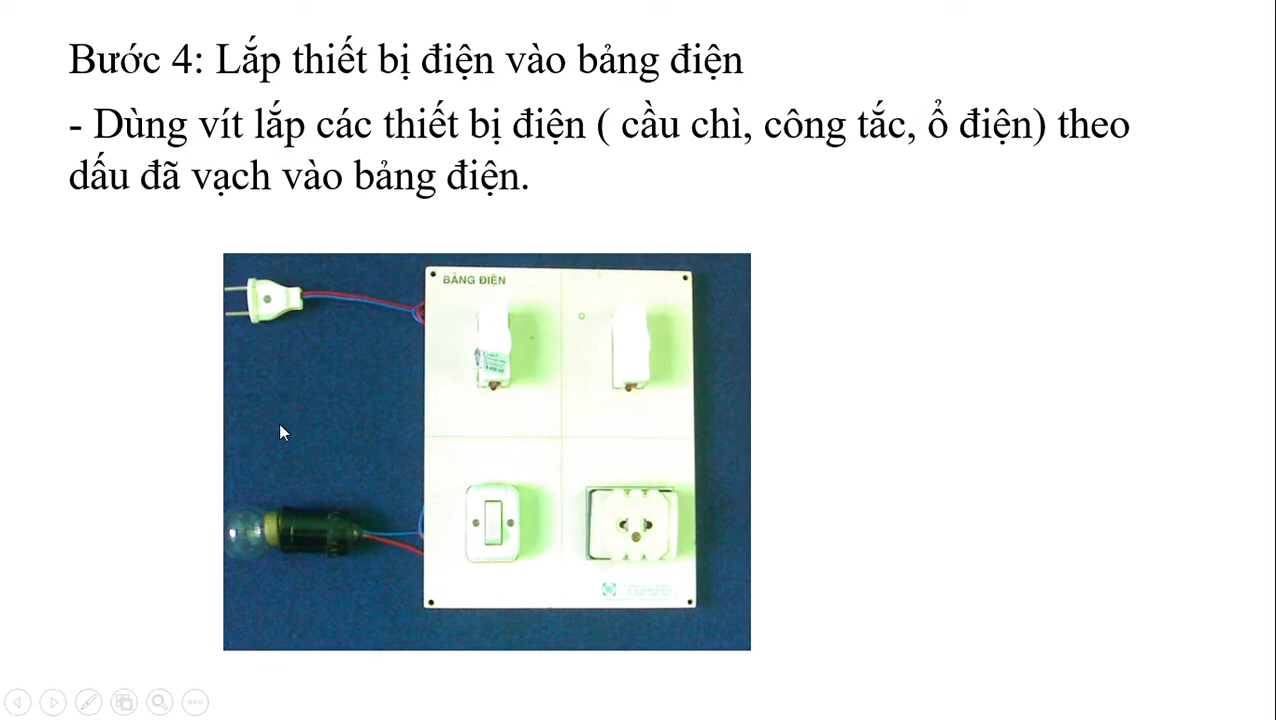 Bước 4: Lắp thiết bị điện vào bảng điện
- Dùng vít lắp các thiết bị điện ( cầu chì, công tắc, ổ điện) theo
dấu đã vạch vào bảng điện.
BẢNG ĐIỆN